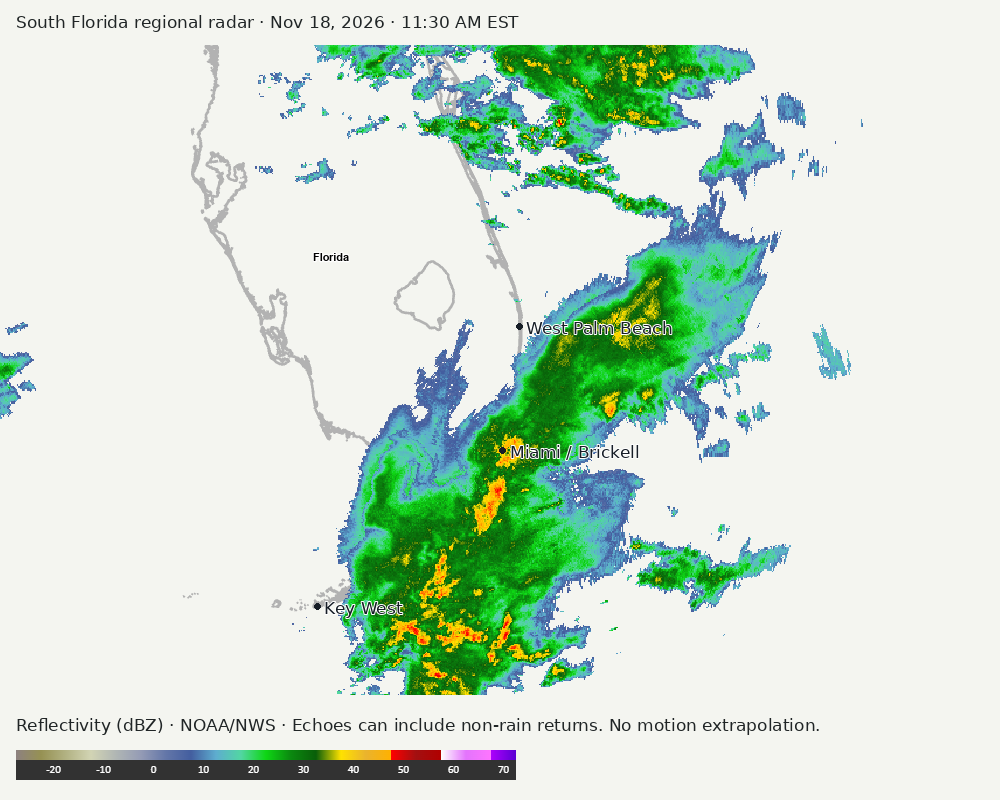 South Florida regional radar · Nov 18, 2026 · 11:30 AM EST
Florida
West Palm Beach
Miami / Brickell
Key West
Reflectivity (dBZ) · NOAA/NWS · Echoes can include non-rain returns. No motion extrapolation.
-20 -10 0 10 20 30 40 50 60 70